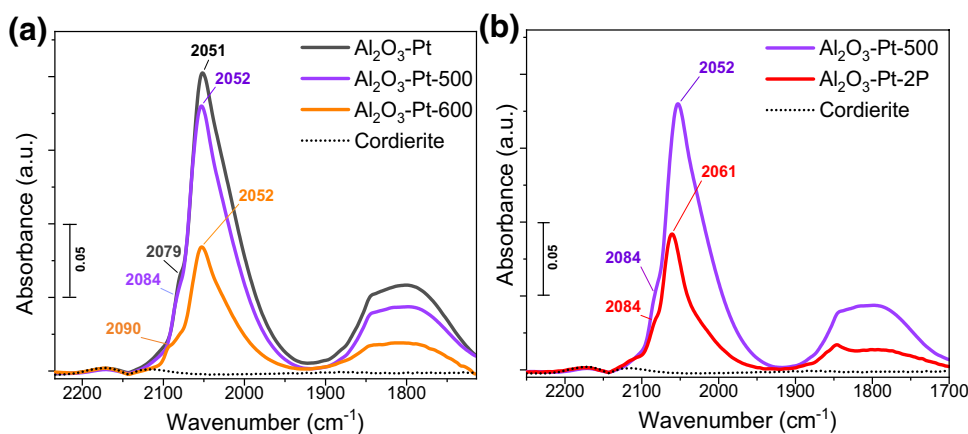 (a)
Al₂O₃-Pt
Al₂O₃-Pt-500
Al₂O₃-Pt-600
Cordierite
2051
2052
2052
2079
2084
2090
0.05
Absorbance (a.u.)
2200 2100 2000 1900 1800
Wavenumber (cm⁻¹)
(b)
Al₂O₃-Pt-500
Al₂O₃-Pt-2P
Cordierite
2052
2061
2084
2084
0.05
Absorbance (a.u.)
2200 2100 2000 1900 1800 1700
Wavenumber (cm⁻¹)